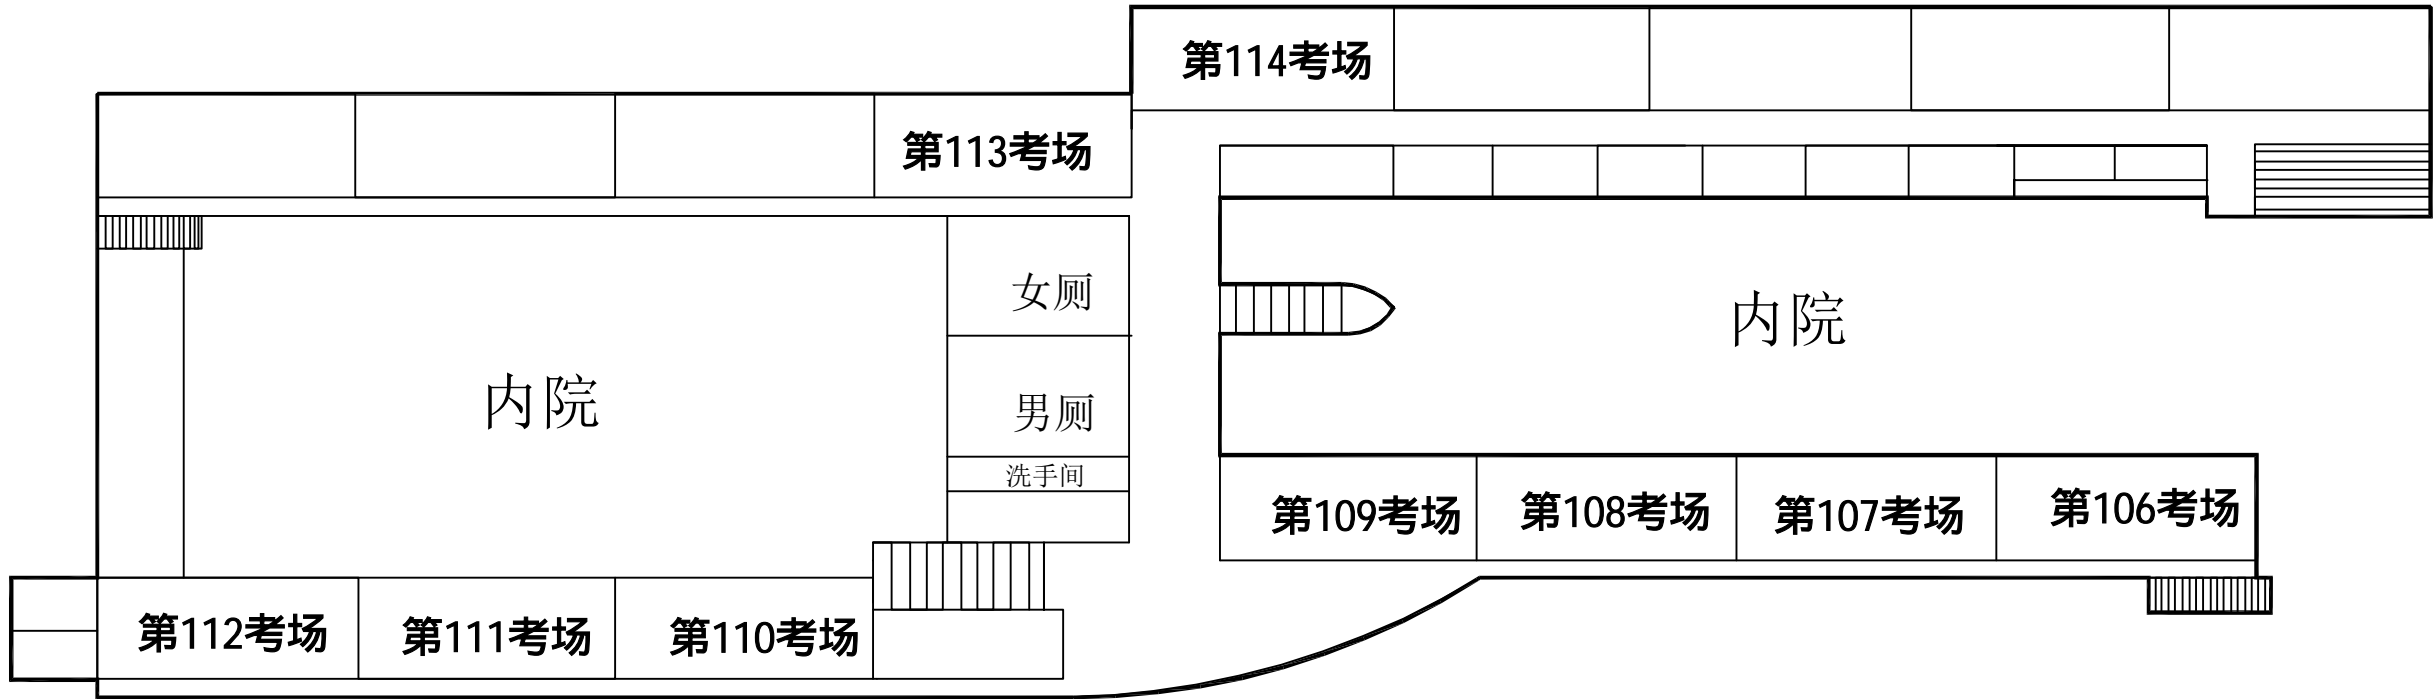 第114考场
第113考场
女厕
内院
内院
男厕
洗手间
第109考场
第108考场
第107考场
第106考场
第112考场
第111考场
第110考场